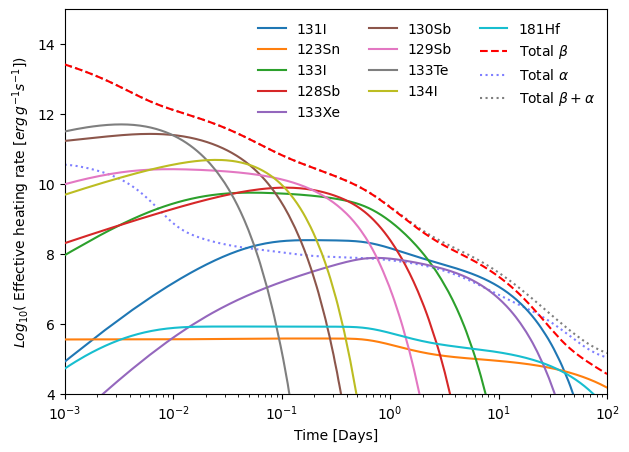 Log₁₀( Effective heating rate [erg g⁻¹s⁻¹])
14
12
10
8
6
4
131I
123Sn
133I
128Sb
133Xe
130Sb
129Sb
133Te
134I
181Hf
Total β
Total α
Total β + α
10⁻³
10⁻²
10⁻¹
10⁰
10¹
10²
Time [Days]